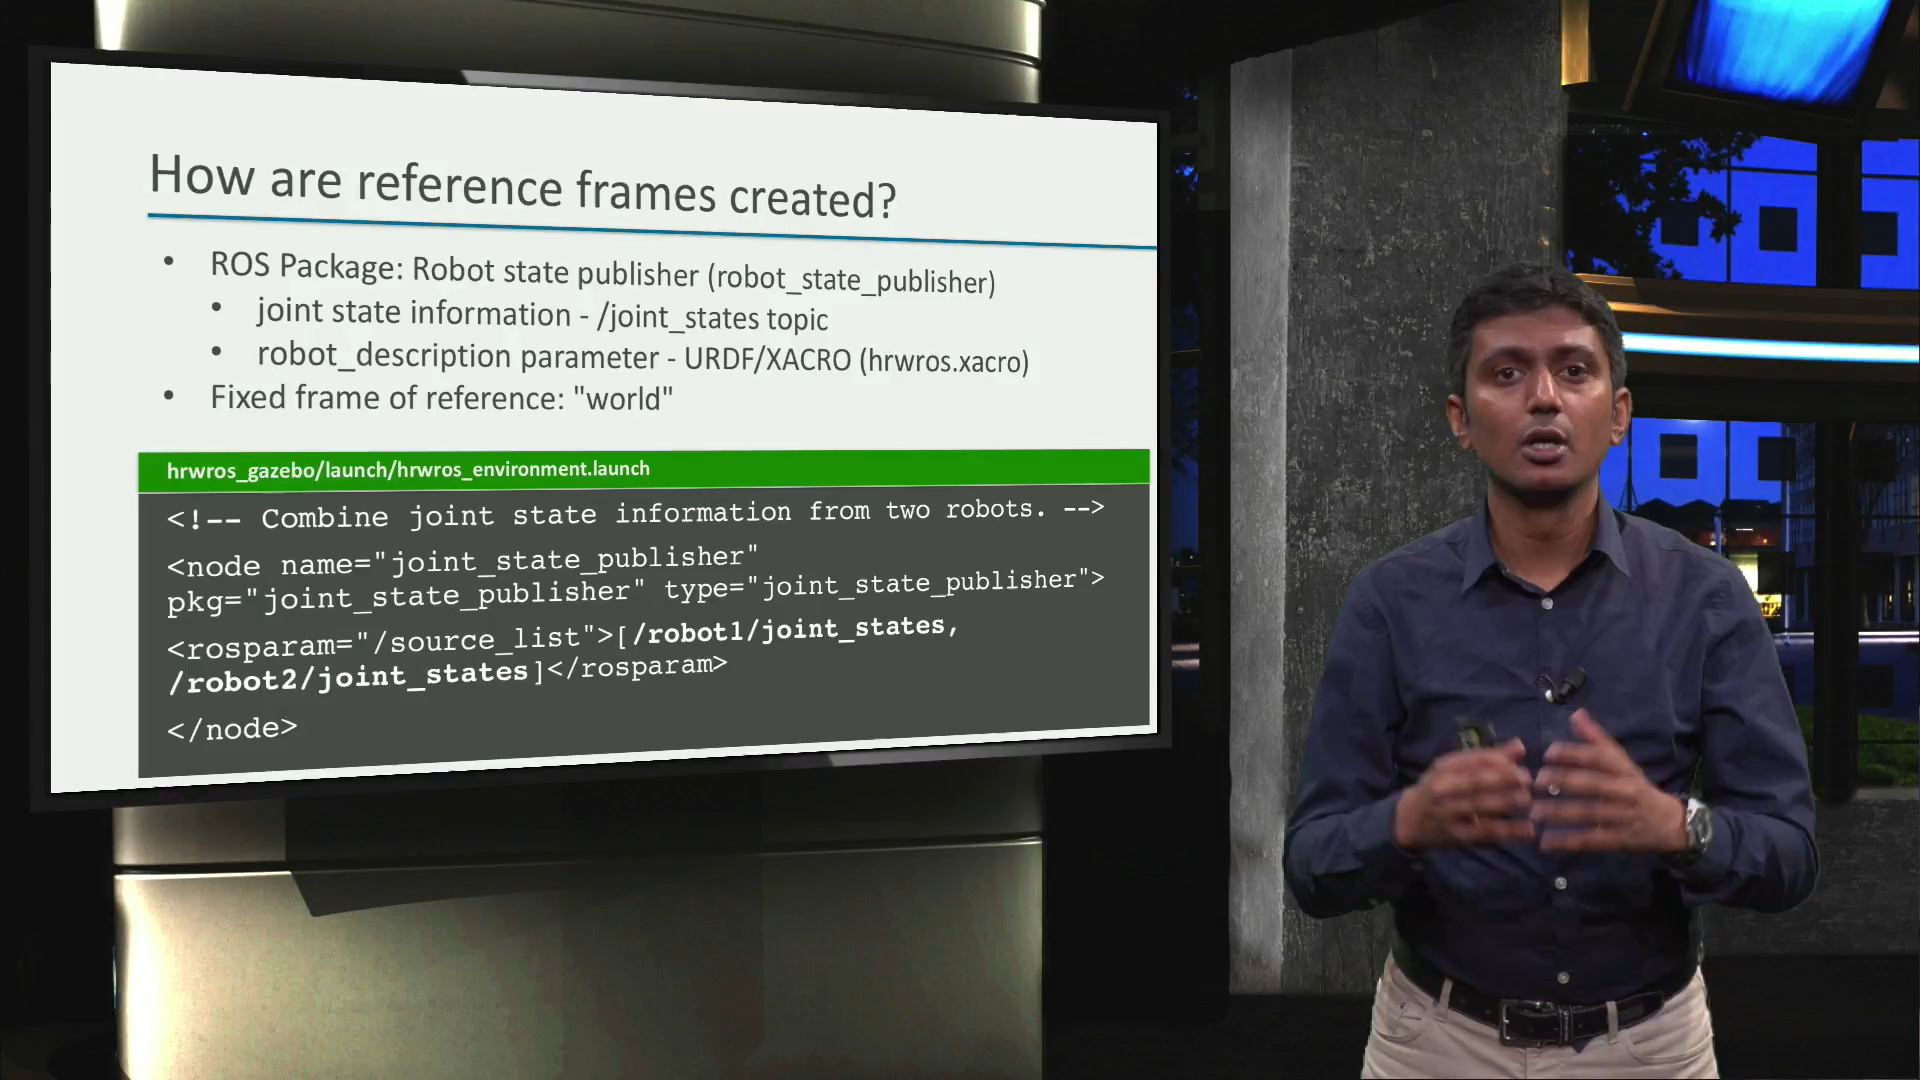 How are reference frames created?
• ROS Package: Robot state publisher (robot_state_publisher)
• joint state information - /joint_states topic
• robot_description parameter - URDF/XACRO (hrwros.xacro)
• Fixed frame of reference: "world"
hrwros_gazebo/launch/hrwros_environment.launch
<!-- Combine joint state information from two robots. -->
<node name="joint_state_publisher"
pkg="joint_state_publisher" type="joint_state_publisher">
<rosparam="/source_list">[/robot1/joint_states,
/robot2/joint_states]</rosparam>
</node>